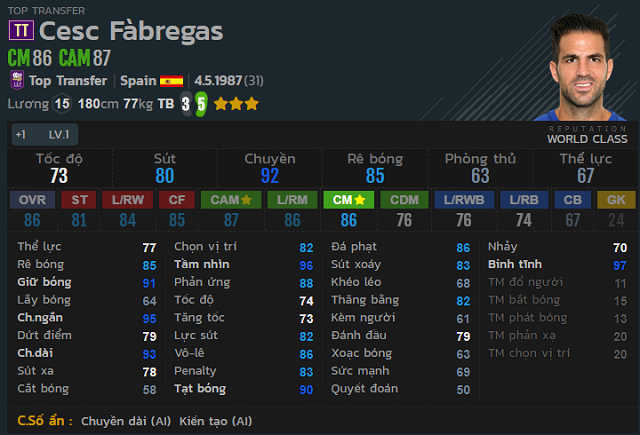 TOP TRANSFER
TT Cesc Fàbregas
CM 86 CAM 87
Top Transfer Spain 4.5.1987 (31)
Lương 15 180cm 77kg TB 3 5
+1 LV.1
REPUTATION
WORLD CLASS
Tốc độ Sút Chuyền Rê bóng Phòng thủ Thể lực
73 80 92 85 63 67
OVR ST L/RW CF CAM L/RM CM CDM L/RWB L/RB CB GK
86 81 84 85 87 86 86 76 76 74 67 24
Thể lực 77 Chọn vị trí 82 Đá phạt 86 Nhảy 70
Rê bóng 85 Tầm nhìn 96 Sút xoáy 83 Bình tĩnh 97
Giữ bóng 91 Phản ứng 88 Khéo léo 68 TM đổ người 11
Lấy bóng 64 Tốc độ 74 Thăng bằng 82 TM bắt bóng 15
Ch.ngắn 95 Tăng tốc 73 Kèm người 61 TM phát bóng 13
Dứt điểm 79 Lực sút 82 Đánh đầu 79 TM phản xạ 20
Ch.dài 93 Vô-lê 86 Xoạc bóng 63 TM chọn vị trí 20
Sút xa 78 Penalty 83 Sức mạnh 69
Cắt bóng 58 Tạt bóng 90 Quyết đoán 50
C.Số ẩn : Chuyền dài (AI) Kiến tạo (AI)